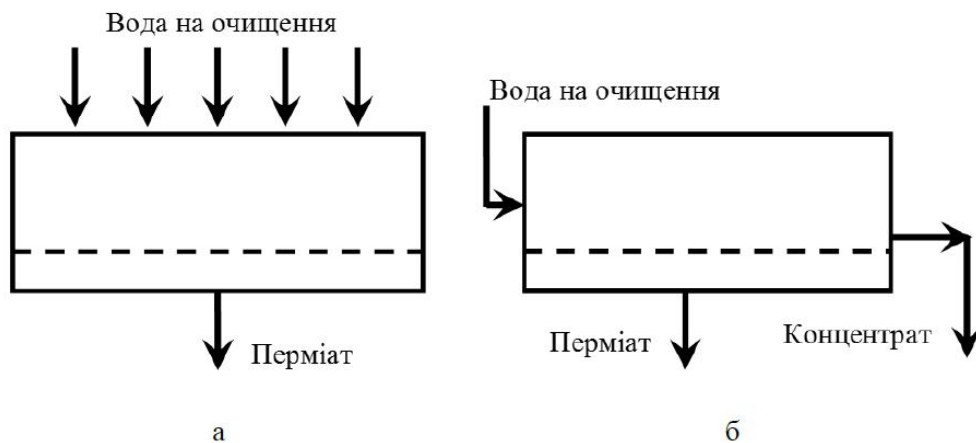 Вода на очищення
Вода на очищення
Перміат
Перміат
Концентрат
а
б